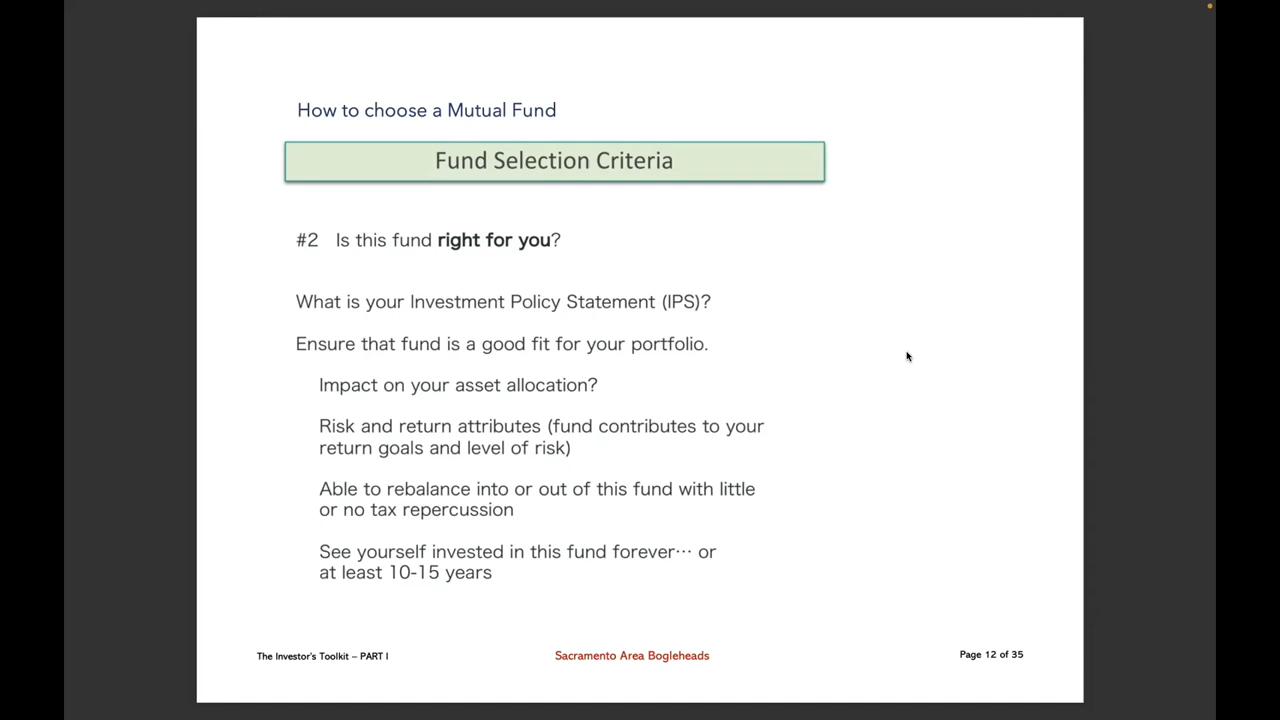 How to choose a Mutual Fund
Fund Selection Criteria
#2 Is this fund right for you?
What is your Investment Policy Statement (IPS)?
Ensure that fund is a good fit for your portfolio.
Impact on your asset allocation?
Risk and return attributes (fund contributes to your
return goals and level of risk)
Able to rebalance into or out of this fund with little
or no tax repercussion
See yourself invested in this fund forever… or
at least 10-15 years
The Investor's Toolkit – PART I
Sacramento Area Bogleheads
Page 12 of 35